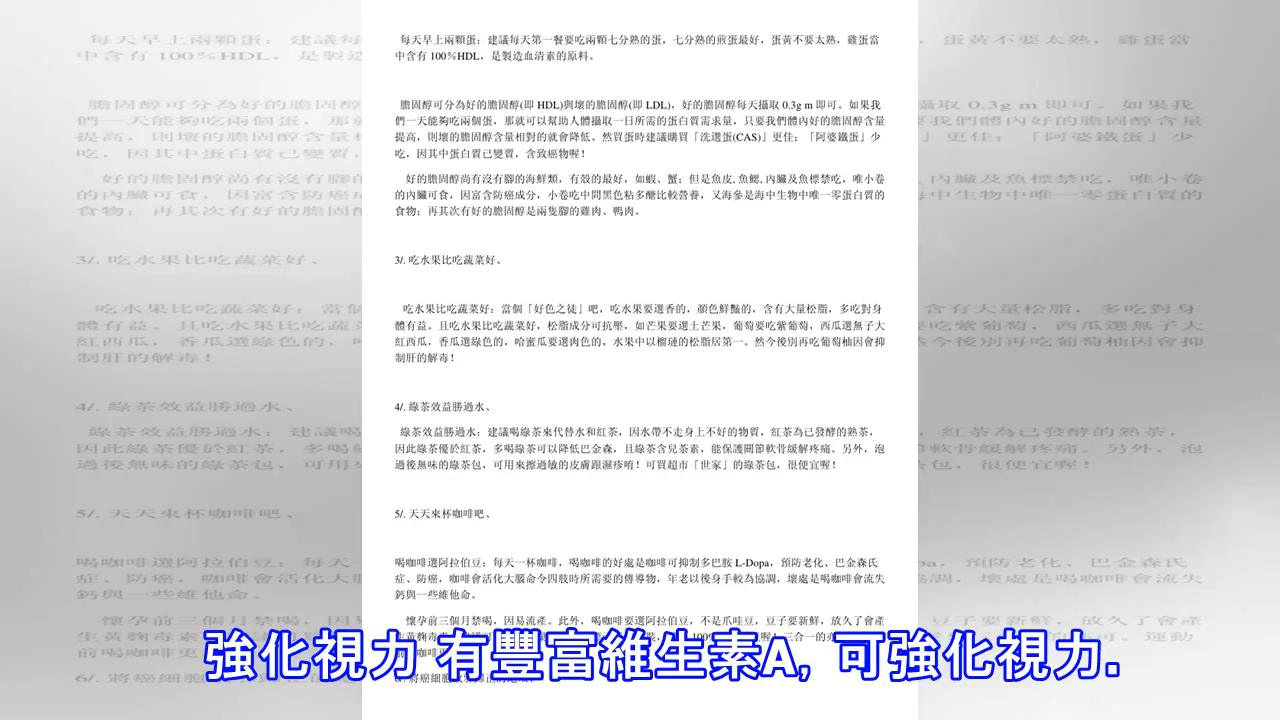 每天早上兩顆蛋：建議每天第一餐要吃兩顆七分熟的蛋，七分熟的煎蛋最好，蛋黃不要太熟，雞蛋當
中含有 100%HDL，是製造血清素的原料。
膽固醇可分為好的膽固醇(即 HDL)與壞的膽固醇(即 LDL)，好的膽固醇每天攝取 0.3g m 即可。如果我
們一天能夠吃兩個蛋，那就可以幫助人體攝取一日所需的蛋白質需求量，只要我們體內好的膽固醇含量
提高，則壞的膽固醇含量相對的就會降低。然買蛋時建議購買「洗選蛋(CAS)」更佳；「阿婆鐵蛋」少
吃，因其中蛋白質已變質，含致癌物喔！
好的膽固醇尚有沒有腳的海鮮類，有殼的最好，如蝦、蟹；但是魚皮,魚鰓,內臟及魚標禁吃，唯小卷
的內臟可食，因富含防癌成分，小卷吃中間黑色粘多醣比較營養，又海參是海中生物中唯一零蛋白質的
食物；再其次有好的膽固醇是兩隻腳的雞肉、鴨肉。
3/. 吃水果比吃蔬菜好、
吃水果比吃蔬菜好：當個「好色之徒」吧，吃水果要選香的，顏色鮮豔的，含有大量松脂，多吃對身
體有益。且吃水果比吃蔬菜好，松脂成分可抗壓，如芒果要選土芒果，葡萄要吃紫葡萄，西瓜選無子大
紅西瓜，香瓜選綠色的，哈蜜瓜要選肉色的，水果中以榴槤的松脂居第一。然今後別再吃葡萄柚因會抑
制肝的解毒！
4/. 綠茶效益勝過水、
綠茶效益勝過水：建議喝綠茶來代替水和紅茶，因水帶不走身上不好的物質，紅茶為已發酵的熟茶，
因此綠茶優於紅茶，多喝綠茶可以降低巴金森，且綠茶含兒茶素，能保護關節軟骨緩解疼痛。另外，泡
過後無味的綠茶包，可用來擦過敏的皮膚跟濕疹唷！可買超市「世家」的綠茶包，很便宜喔！
5/. 天天來杯咖啡吧、
喝咖啡選阿拉伯豆：每天一杯咖啡，喝咖啡的好處是咖啡可抑制多巴胺 L-Dopa，預防老化、巴金森氏
症、防癌，咖啡會活化大腦命令四肢時所需要的傳導物，年老以後身手較為協調，壞處是喝咖啡會流失
鈣與一些維他命。
懷孕前三個月禁喝，因易流產。此外，喝咖啡要選阿拉伯豆，不是爪哇豆，豆子要新鮮，放久了會產
強化視力 有豐富維生素A, 可強化視力.